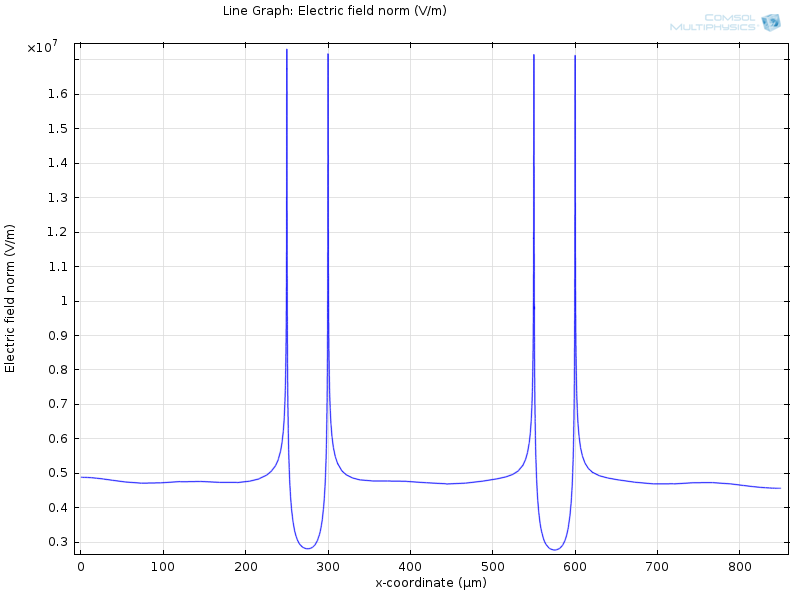 Line Graph: Electric field norm (V/m)
COMSOL
MULTIPHYSICS
×10⁷
1.6
1.5
1.4
1.3
1.2
1.1
1
0.9
0.8
0.7
0.6
0.5
0.4
0.3
Electric field norm (V/m)
0 100 200 300 400 500 600 700 800
x-coordinate (μm)